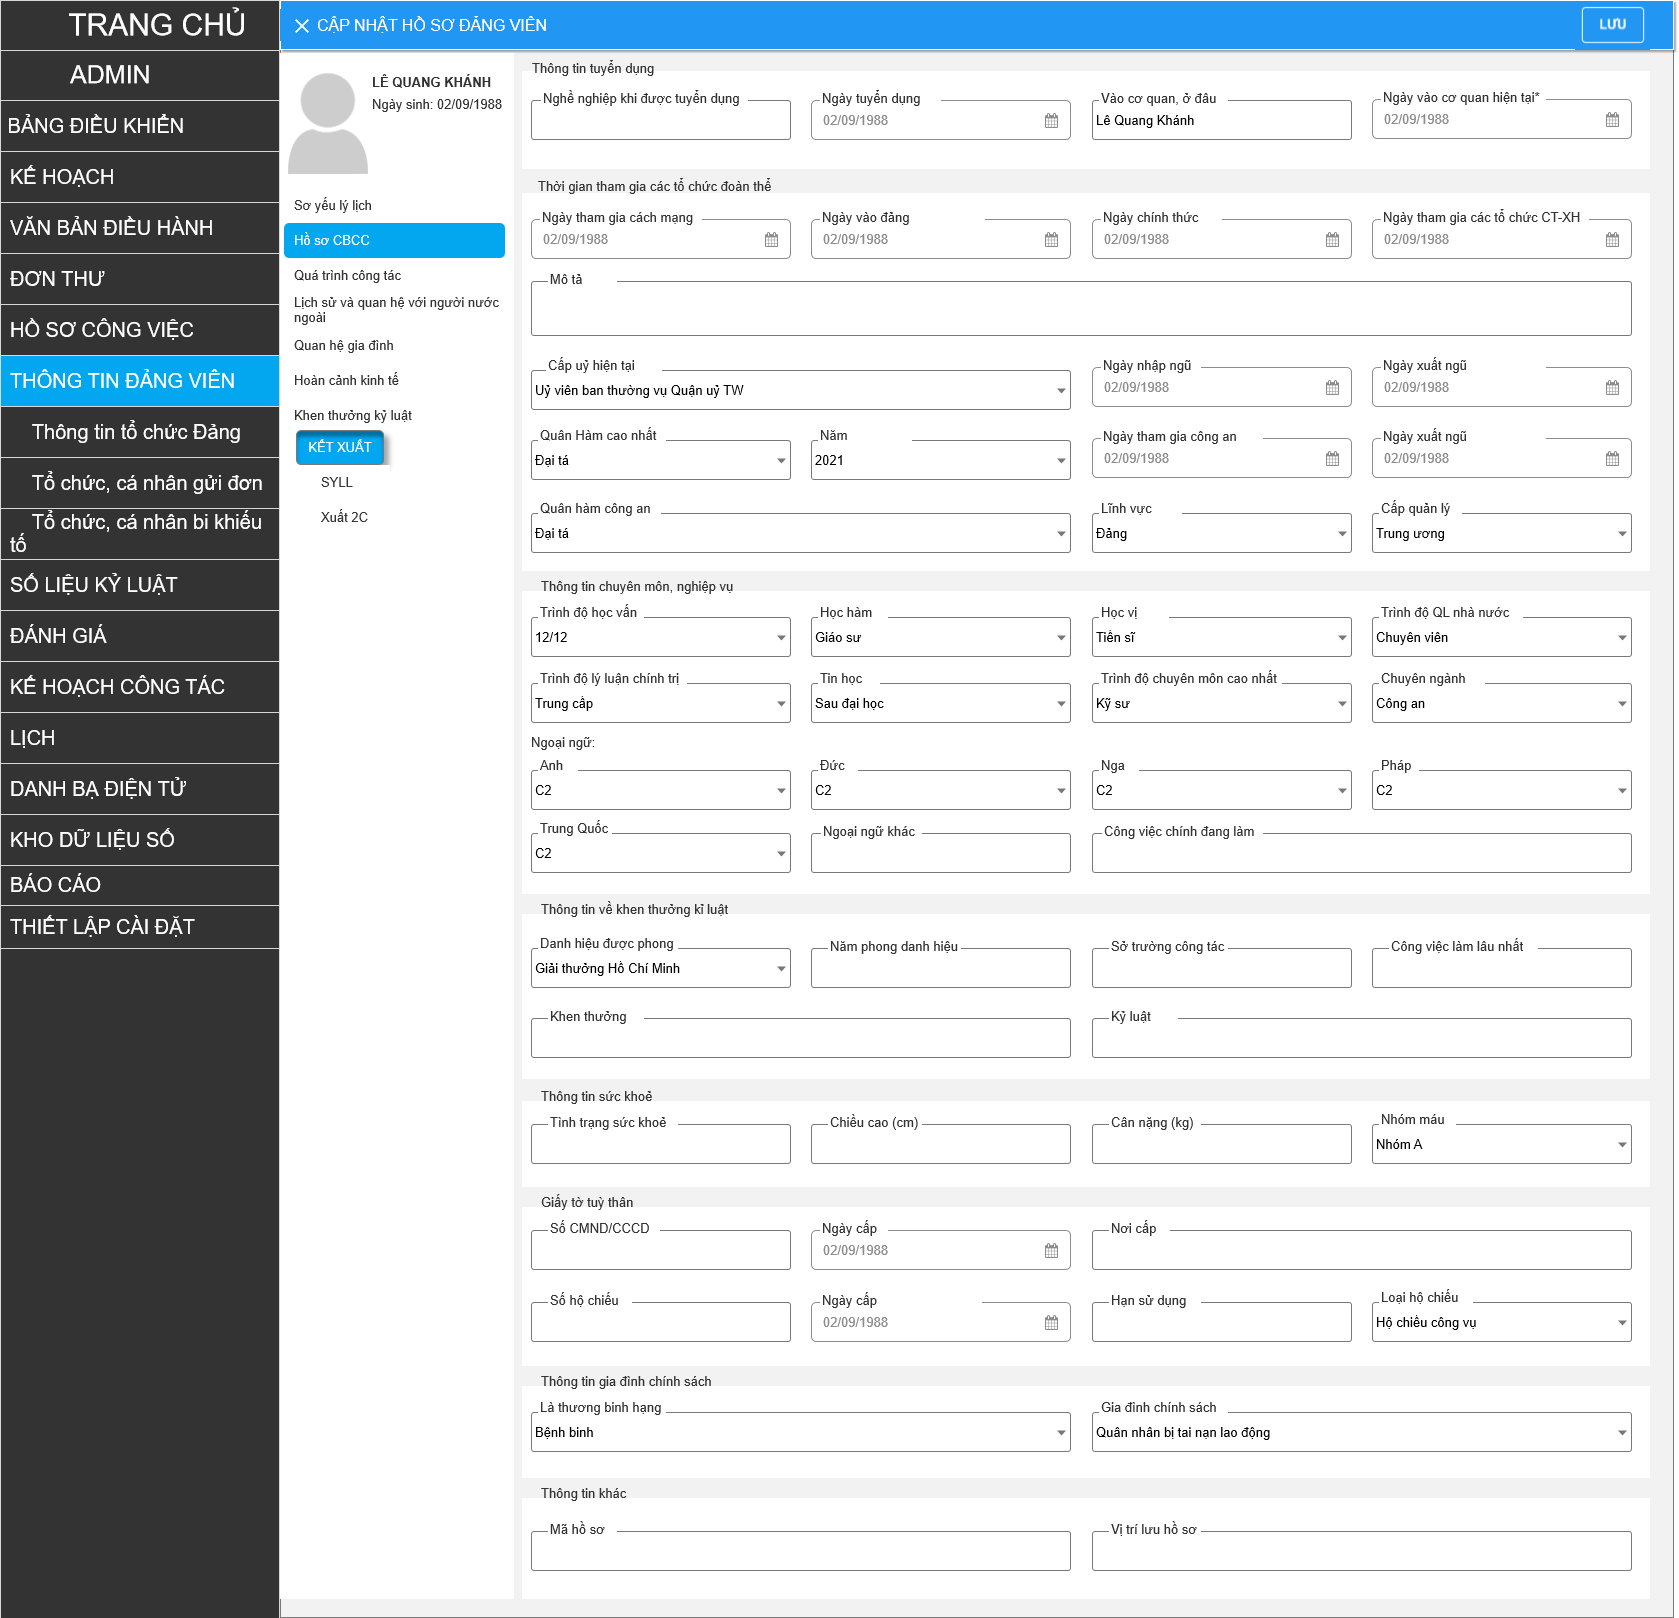 TRANG CHỦ
ADMIN
BẢNG ĐIỀU KHIỂN
KẾ HOẠCH
VĂN BẢN ĐIỀU HÀNH
ĐƠN THƯ
HỒ SƠ CÔNG VIỆC
THÔNG TIN ĐẢNG VIÊN
Thông tin tổ chức Đảng
Tổ chức, cá nhân gửi đơn
Tổ chức, cá nhân bi khiếu
tố
SỐ LIỆU KỶ LUẬT
ĐÁNH GIÁ
KẾ HOẠCH CÔNG TÁC
LỊCH
DANH BẠ ĐIỆN TỬ
KHO DỮ LIỆU SỐ
BÁO CÁO
THIẾT LẬP CÀI ĐẶT
CẬP NHẬT HỒ SƠ ĐẢNG VIÊN
LƯU
LÊ QUANG KHÁNH
Ngày sinh: 02/09/1988
Sơ yếu lý lịch
Hồ sơ CBCC
Quá trình công tác
Lịch sử và quan hệ với người nước
ngoài
Quan hệ gia đình
Hoàn cảnh kinh tế
Khen thưởng kỷ luật
KẾT XUẤT
SYLL
Xuất 2C
Thông tin tuyển dụng
Nghề nghiệp khi được tuyển dụng
Ngày tuyển dụng
02/09/1988
Vào cơ quan, ở đâu
Lê Quang Khánh
Ngày vào cơ quan hiện tại*
02/09/1988
Thời gian tham gia các tổ chức đoàn thể
Ngày tham gia cách mạng
02/09/1988
Ngày vào đảng
02/09/1988
Ngày chính thức
02/09/1988
Ngày tham gia các tổ chức CT-XH
02/09/1988
Mô tả
Cấp uỷ hiện tại
Uỷ viên ban thường vụ Quận uỷ TW
Ngày nhập ngũ
02/09/1988
Ngày xuất ngũ
02/09/1988
Quân Hàm cao nhất
Đại tá
Năm
2021
Ngày tham gia công an
02/09/1988
Ngày xuất ngũ
02/09/1988
Quân hàm công an
Đại tá
Lĩnh vực
Đảng
Cấp quản lý
Trung ương
Thông tin chuyên môn, nghiệp vụ
Trình độ học vấn
12/12
Học hàm
Giáo sư
Học vị
Tiến sĩ
Trình độ QL nhà nước
Chuyên viên
Trình độ lý luận chính trị
Trung cấp
Tin học
Sau đại học
Trình độ chuyên môn cao nhất
Kỹ sư
Chuyên ngành
Công an
Ngoại ngữ:
Anh
C2
Đức
C2
Nga
C2
Pháp
C2
Trung Quốc
C2
Ngoại ngữ khác
Công việc chính đang làm
Thông tin về khen thưởng kỉ luật
Danh hiệu được phong
Giải thưởng Hồ Chí Minh
Năm phong danh hiệu
Sở trường công tác
Công việc làm lâu nhất
Khen thưởng
Kỷ luật
Thông tin sức khoẻ
Tình trạng sức khoẻ
Chiều cao (cm)
Cân nặng (kg)
Nhóm máu
Nhóm A
Giấy tờ tuỳ thân
Số CMND/CCCD
Ngày cấp
02/09/1988
Nơi cấp
Số hộ chiếu
Ngày cấp
02/09/1988
Hạn sử dụng
Loại hộ chiếu
Hộ chiếu công vụ
Thông tin gia đình chính sách
Là thương binh hạng
Bệnh binh
Gia đình chính sách
Quân nhân bị tai nạn lao động
Thông tin khác
Mã hồ sơ
Vị trí lưu hồ sơ